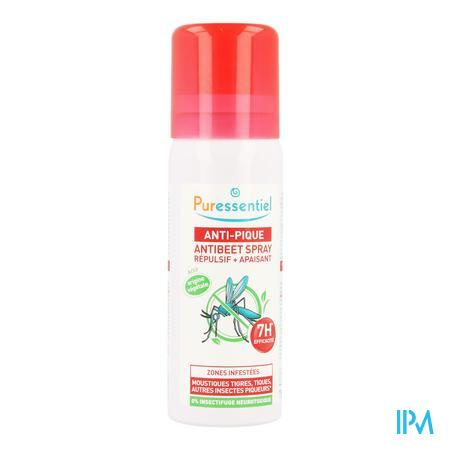 Puressentiel
ANTI-PIQUE
ANTIBEET SPRAY
RÉPULSIF + APAISANT
Actif
origine
végétale
7H*
EFFICACITÉ
ZONES INFESTÉES
MOUSTIQUES TIGRES, TIQUES,
AUTRES INSECTES PIQUEURS*
0% INSECTIFUGE NEUROTOXIQUE
IPM